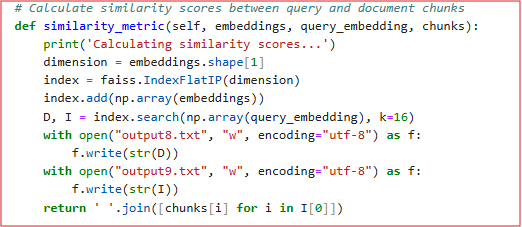 # Calculate similarity scores between query and document chunks
def similarity_metric(self, embeddings, query_embedding, chunks):
    print('Calculating similarity scores...')
    dimension = embeddings.shape[1]
    index = faiss.IndexFlatIP(dimension)
    index.add(np.array(embeddings))
    D, I = index.search(np.array(query_embedding), k=16)
    with open("output8.txt", "w", encoding="utf-8") as f:
        f.write(str(D))
    with open("output9.txt", "w", encoding="utf-8") as f:
        f.write(str(I))
    return ' '.join([chunks[i] for i in I[0]])